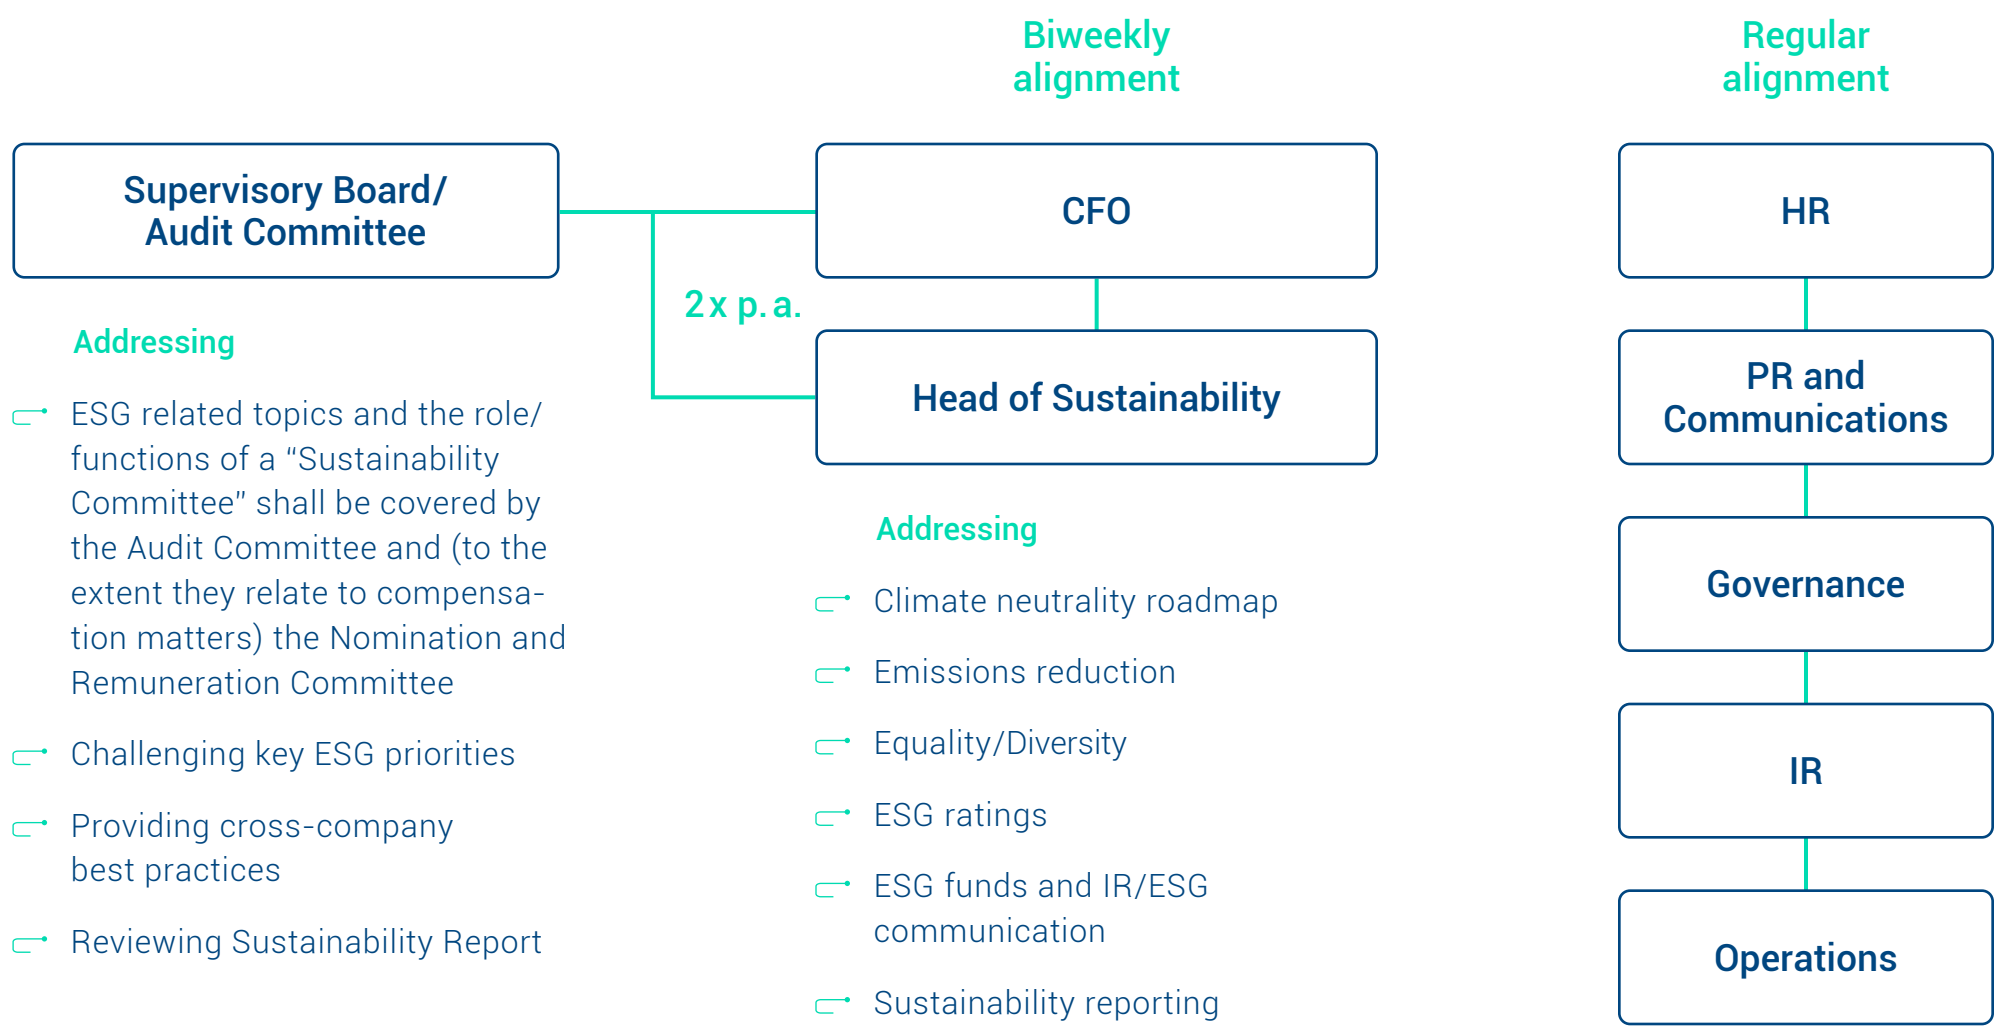 Biweekly
alignment
Regular
alignment
Supervisory Board/
Audit Committee
CFO
HR
2x p.a.
Addressing
ESG related topics and the role/
functions of a “Sustainability
Committee” shall be covered by
the Audit Committee and (to the
extent they relate to compensa-
tion matters) the Nomination and
Remuneration Committee
Challenging key ESG priorities
Providing cross-company
best practices
Reviewing Sustainability Report
Head of Sustainability
Addressing
Climate neutrality roadmap
Emissions reduction
Equality/Diversity
ESG ratings
ESG funds and IR/ESG
communication
Sustainability reporting
PR and
Communications
Governance
IR
Operations